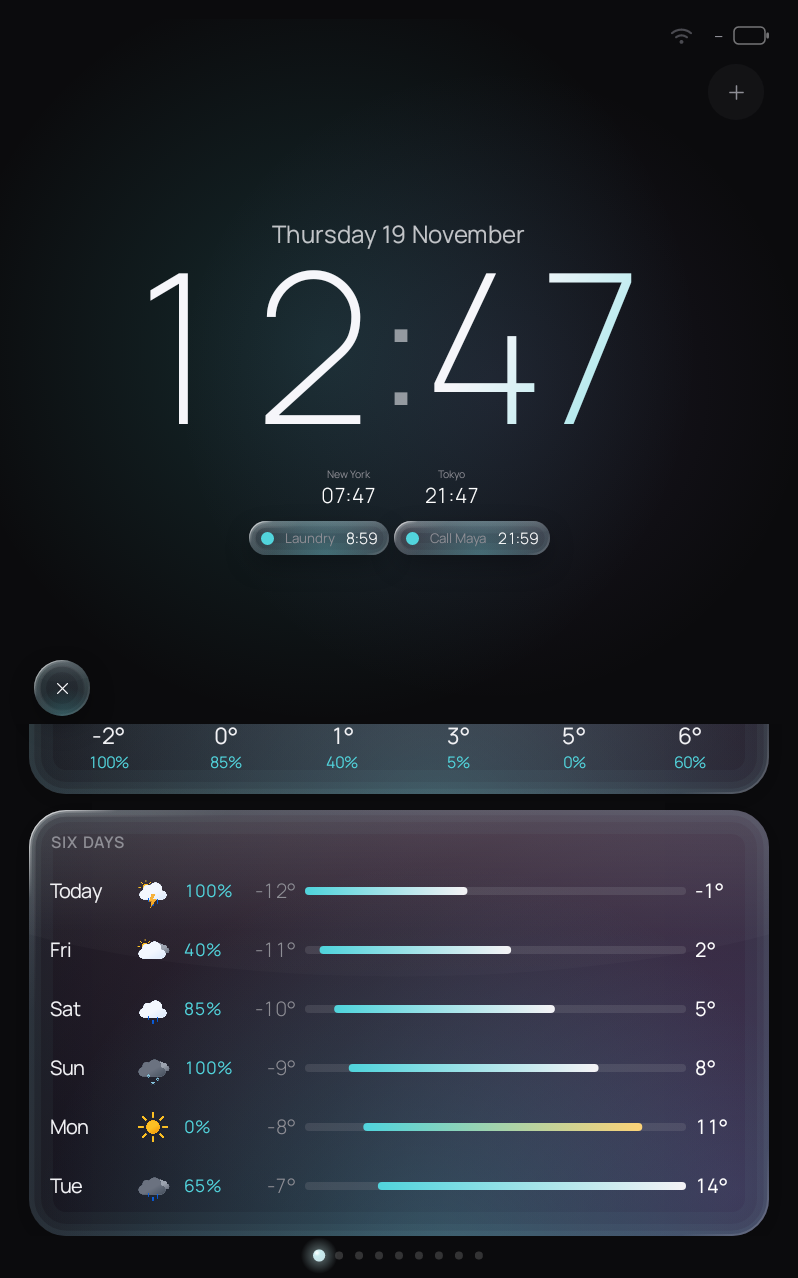 –
+
Thursday 19 November
12:47
New York Tokyo
07:47 21:47
Laundry 8:59 Call Maya 21:59
-2° 0° 1° 3° 5° 6°
100% 85% 40% 5% 0% 60%
SIX DAYS
Today 100% -12° -1°
Fri 40% -11° 2°
Sat 85% -10° 5°
Sun 100% -9° 8°
Mon 0% -8° 11°
Tue 65% -7° 14°